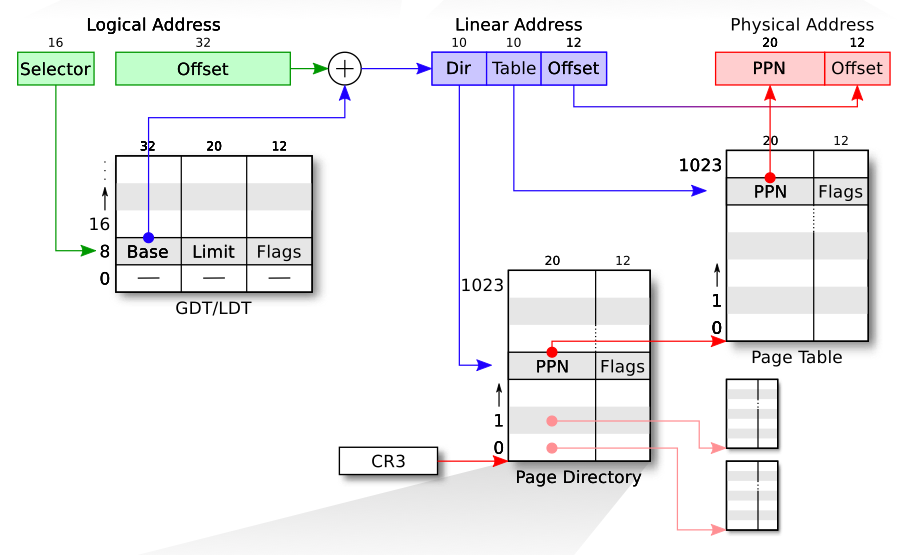 Logical Address Linear Address Physical Address
16 32 10 10 12 20 12
Selector Offset + Dir Table Offset PPN Offset
32 20 12
20 12
1023
PPN Flags
16
8 Base Limit Flags
0 — — —
GDT/LDT
20 12
1023
1
0
Page Table
PPN Flags
1
0
CR3
Page Directory